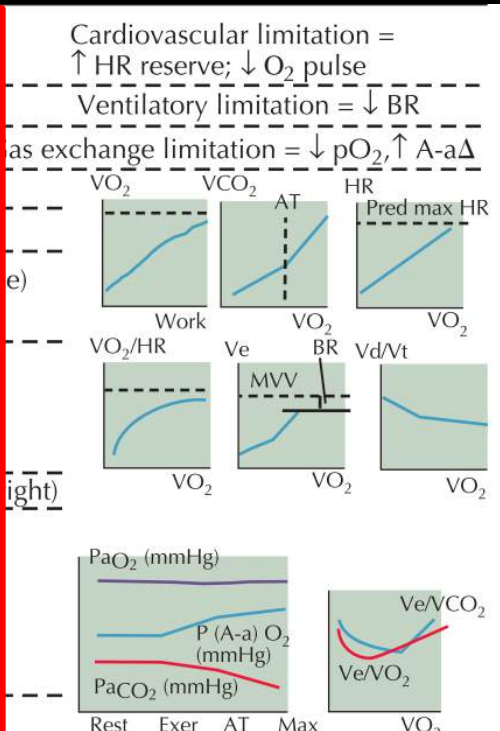 Cardiovascular limitation =
↑ HR reserve; ↓ O₂ pulse
Ventilatory limitation = ↓ BR
as exchange limitation = ↓ pO₂, ↑ A-aΔ
VO₂
VCO₂
HR
AT
Pred max HR
e)
Work
VO₂
VO₂
VO₂/HR
Ve
BR
Vd/Vt
MVV
VO₂
VO₂
VO₂
ight)
PaO₂ (mmHg)
P (A-a) O₂
(mmHg)
PaCO₂ (mmHg)
Rest Exer AT Max
Ve/VCO₂
Ve/VO₂
VO₂